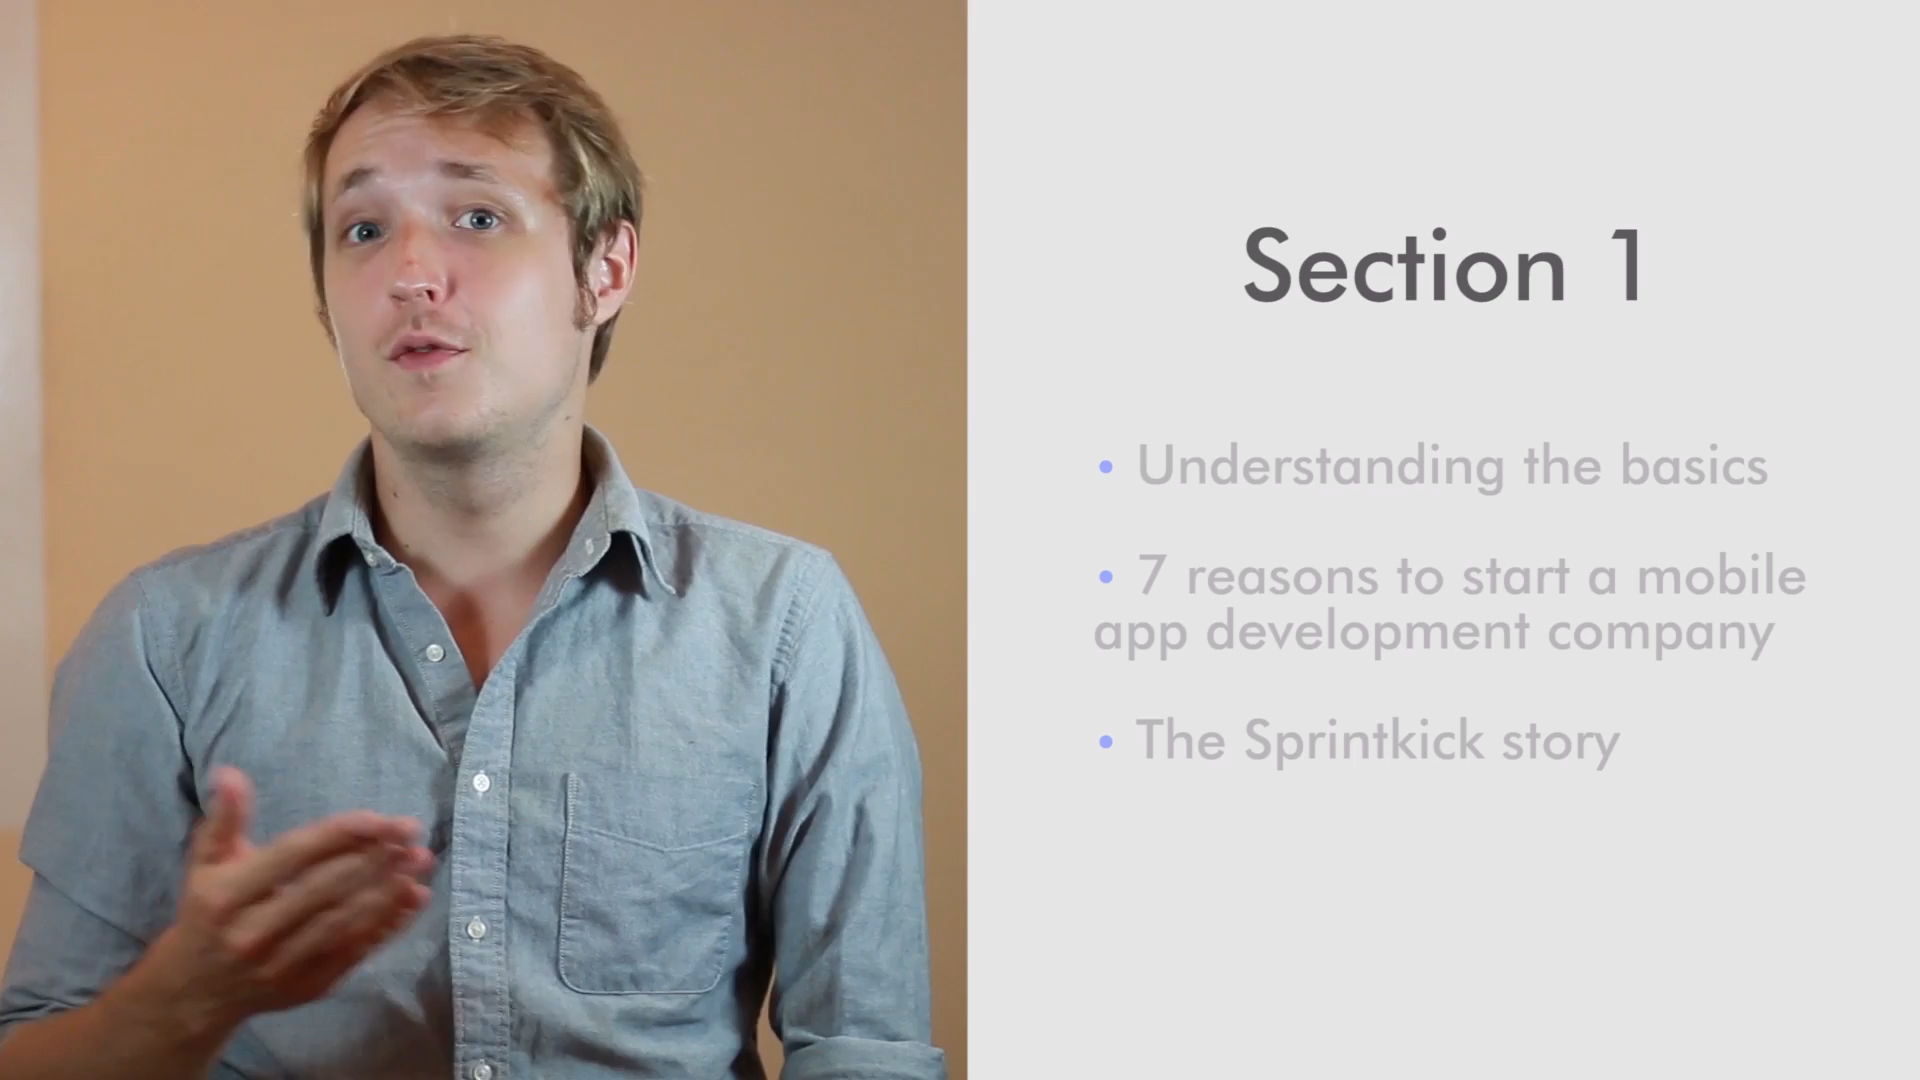 Section 1
• Understanding the basics
• 7 reasons to start a mobile
app development company
• The Sprintkick story